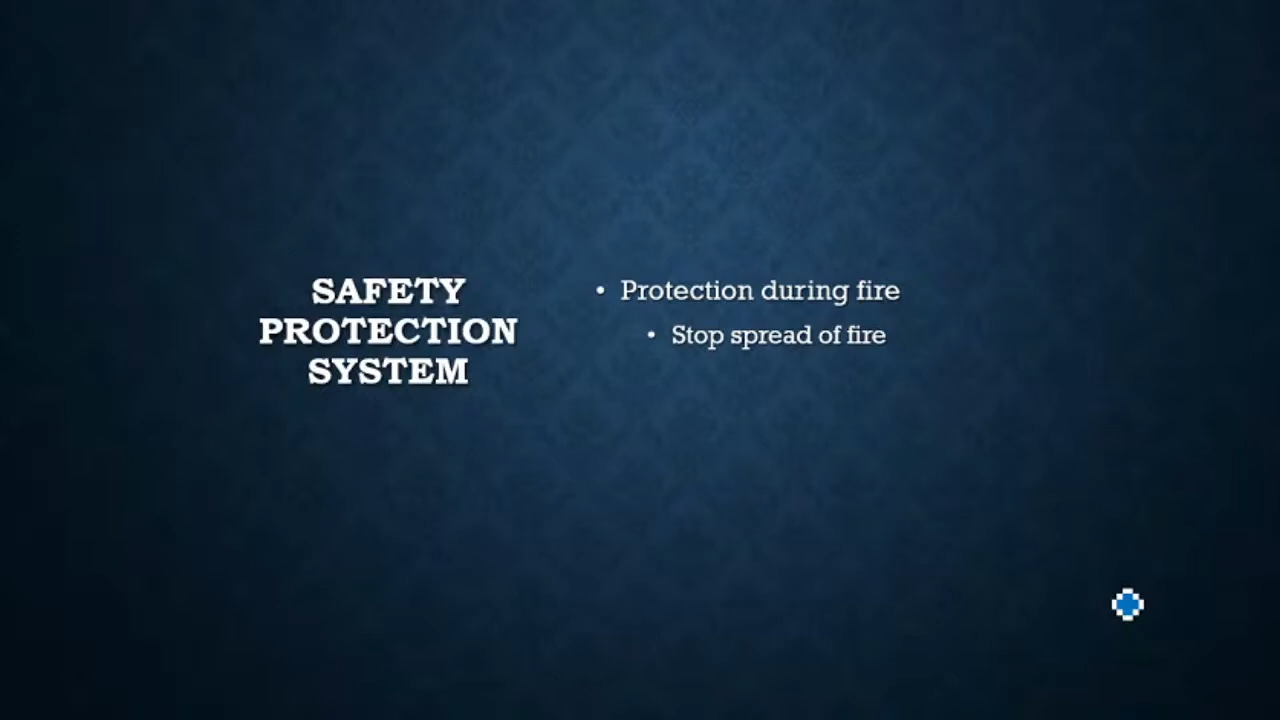 SAFETY
PROTECTION
SYSTEM
• Protection during fire
• Stop spread of fire